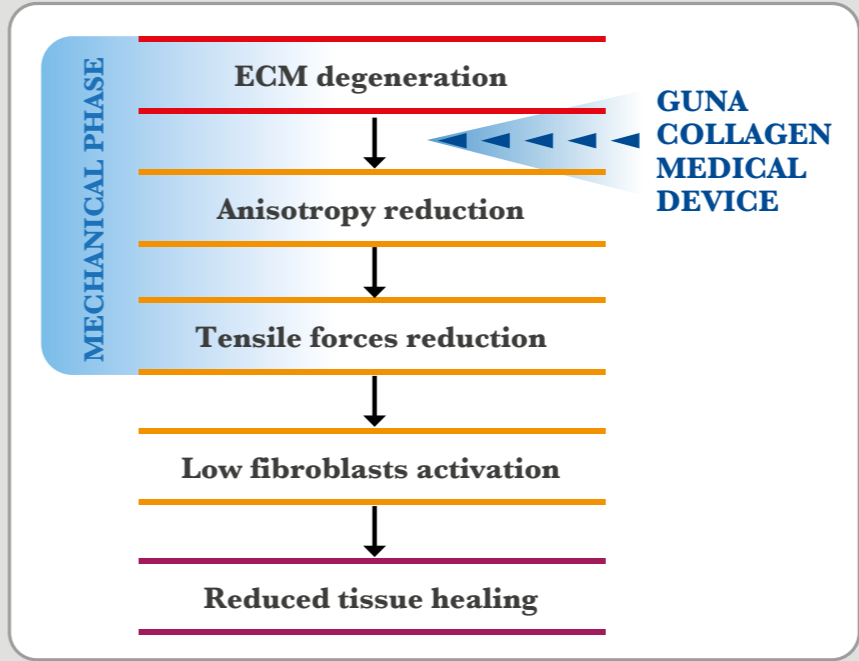 MECHANICAL PHASE
ECM degeneration
GUNA
COLLAGEN
MEDICAL
DEVICE
Anisotropy reduction
Tensile forces reduction
Low fibroblasts activation
Reduced tissue healing